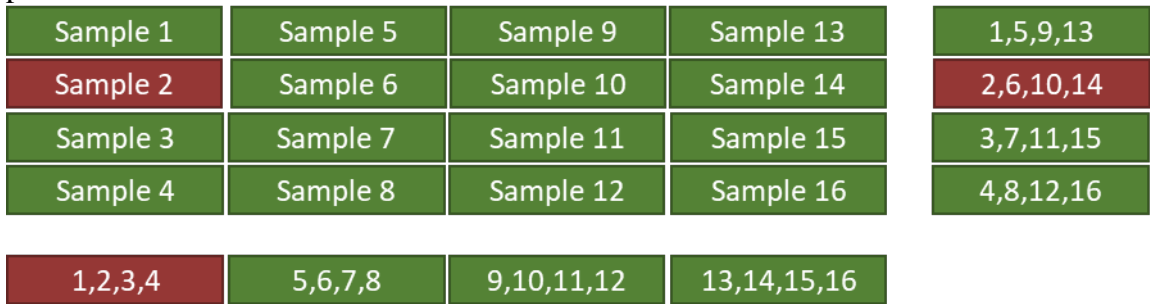 Sample 1 Sample 5 Sample 9 Sample 13 1,5,9,13
Sample 2 Sample 6 Sample 10 Sample 14 2,6,10,14
Sample 3 Sample 7 Sample 11 Sample 15 3,7,11,15
Sample 4 Sample 8 Sample 12 Sample 16 4,8,12,16
1,2,3,4 5,6,7,8 9,10,11,12 13,14,15,16